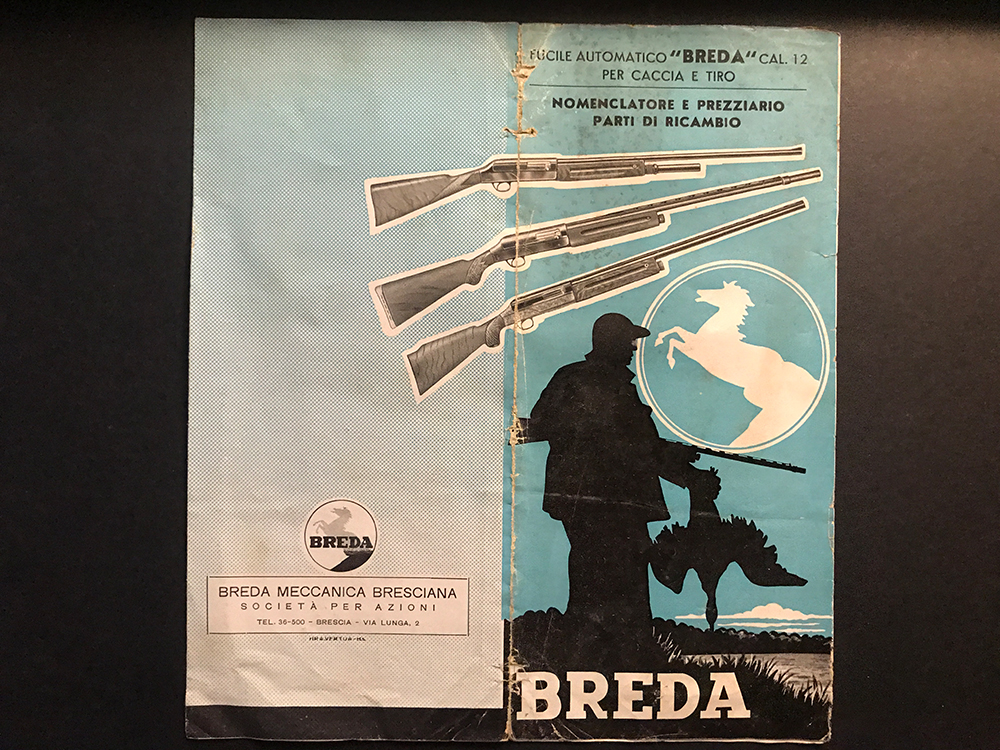 FUCILE AUTOMATICO "BREDA" CAL. 12
PER CACCIA E TIRO
NOMENCLATORE E PREZZIARIO
PARTI DI RICAMBIO
BREDA
BREDA MECCANICA BRESCIANA
SOCIETÀ PER AZIONI
TEL. 36-500 - BRESCIA - VIA LUNGA, 2
BREDA